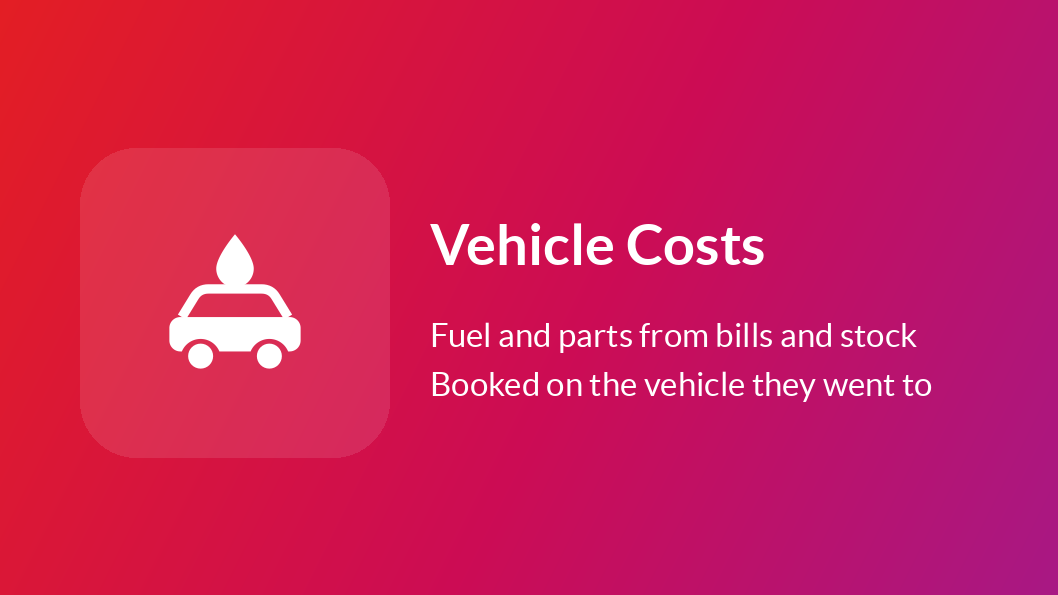 Vehicle Costs
Fuel and parts from bills and stock
Booked on the vehicle they went to